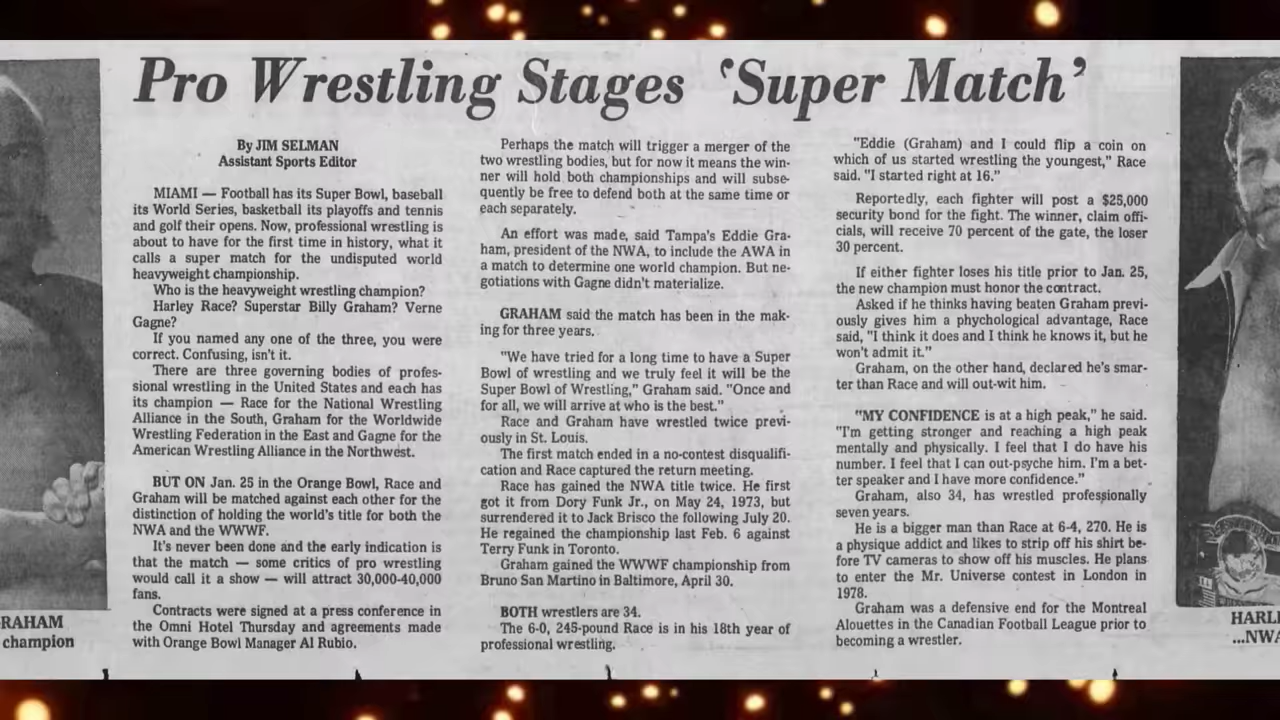 Pro Wrestling Stages 'Super Match'
By JIM SELMAN
Assistant Sports Editor
MIAMI — Football has its Super Bowl, baseball
its World Series, basketball its playoffs and tennis
and golf their opens. Now, professional wrestling is
about to have for the first time in history, what it
calls a super match for the undisputed world
heavyweight championship.
Who is the heavyweight wrestling champion?
Harley Race? Superstar Billy Graham? Verne
Gagne?
If you named any one of the three, you were
correct. Confusing, isn't it.
There are three governing bodies of profes-
sional wrestling in the United States and each has
its champion — Race for the National Wrestling
Alliance in the South, Graham for the Worldwide
Wrestling Federation in the East and Gagne for the
American Wrestling Alliance in the Northwest.
BUT ON Jan. 25 in the Orange Bowl, Race and
Graham will be matched against each other for the
distinction of holding the world's title for both the
NWA and the WWWF.
It's never been done and the early indication is
that the match — some critics of pro wrestling
would call it a show — will attract 30,000-40,000
fans.
Contracts were signed at a press conference in
the Omni Hotel Thursday and agreements made
with Orange Bowl Manager Al Rubio.
Perhaps the match will trigger a merger of the
two wrestling bodies, but for now it means the win-
ner will hold both championships and will subse-
quently be free to defend both at the same time or
each separately.
An effort was made, said Tampa's Eddie Gra-
ham, president of the NWA, to include the AWA in
a match to determine one world champion. But ne-
gotiations with Gagne didn't materialize.
GRAHAM said the match has been in the mak-
ing for three years.
"We have tried for a long time to have a Super
Bowl of wrestling and we truly feel it will be the
Super Bowl of Wrestling," Graham said. "Once and
for all, we will arrive at who is the best."
Race and Graham have wrestled twice previ-
ously in St. Louis.
The first match ended in a no-contest disqualifi-
cation and Race captured the return meeting.
Race has gained the NWA title twice. He first
got it from Dory Funk Jr., on May 24, 1973, but
surrendered it to Jack Brisco the following July 20.
He regained the championship last Feb. 6 against
Terry Funk in Toronto.
Graham gained the WWWF championship from
Bruno San Martino in Baltimore, April 30.
BOTH wrestlers are 34.
The 6-0, 245-pound Race is in his 18th year of
professional wrestling.
"Eddie (Graham) and I could flip a coin on
which of us started wrestling the youngest," Race
said. "I started right at 16."
Reportedly, each fighter will post a $25,000
security bond for the fight. The winner, claim offi-
cials, will receive 70 percent of the gate, the loser
30 percent.
If either fighter loses his title prior to Jan. 25,
the new champion must honor the contract.
Asked if he thinks having beaten Graham previ-
ously gives him a phychological advantage, Race
said, "I think it does and I think he knows it, but he
won't admit it."
Graham, on the other hand, declared he's smar-
ter than Race and will out-wit him.
"MY CONFIDENCE is at a high peak," he said.
"I'm getting stronger and reaching a high peak
mentally and physically. I feel that I do have his
number. I feel that I can out-psyche him. I'm a bet-
ter speaker and I have more confidence."
Graham, also 34, has wrestled professionally
seven years.
He is a bigger man than Race at 6-4, 270. He is
a physique addict and likes to strip off his shirt be-
fore TV cameras to show off his muscles. He plans
to enter the Mr. Universe contest in London in
1978.
Graham was a defensive end for the Montreal
Alouettes in the Canadian Football League prior to
becoming a wrestler.
RAHAM
champion
HARL
...NWA